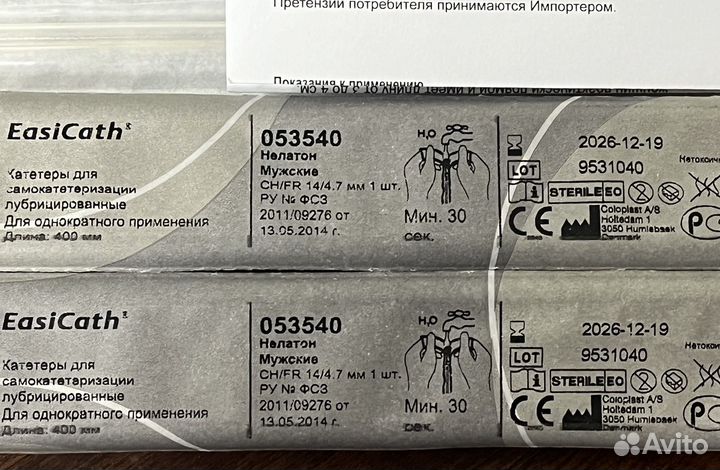 Претензии потребителя принимаются Импортером.
Показания к применению
EasiCath®
Катетеры для
самокатетеризации
лубрицированные
Для однократного применения
Длина: 400 мм
053540
Нелатон
Мужские
CH/FR 14/4.7 мм 1 шт.
РУ № ФСЗ
2011/09276 от
13.05.2014 г.
H₂O
Мин. 30
сек.
2026-12-19
LOT 9531040
STERILE EO
CE
Coloplast A/S
Holtedam 1
3050 Humlebaek
Denmark
EasiCath®
Катетеры для
самокатетеризации
лубрицированные
Для однократного применения
Длина: 400 мм
053540
Нелатон
Мужские
CH/FR 14/4.7 мм 1 шт.
РУ № ФСЗ
2011/09276 от
13.05.2014 г.
H₂O
Мин. 30
сек.
2026-12-19
LOT 9531040
STERILE EO
CE
Coloplast A/S
Holtedam 1
3050 Humlebaek
Denmark
Avito